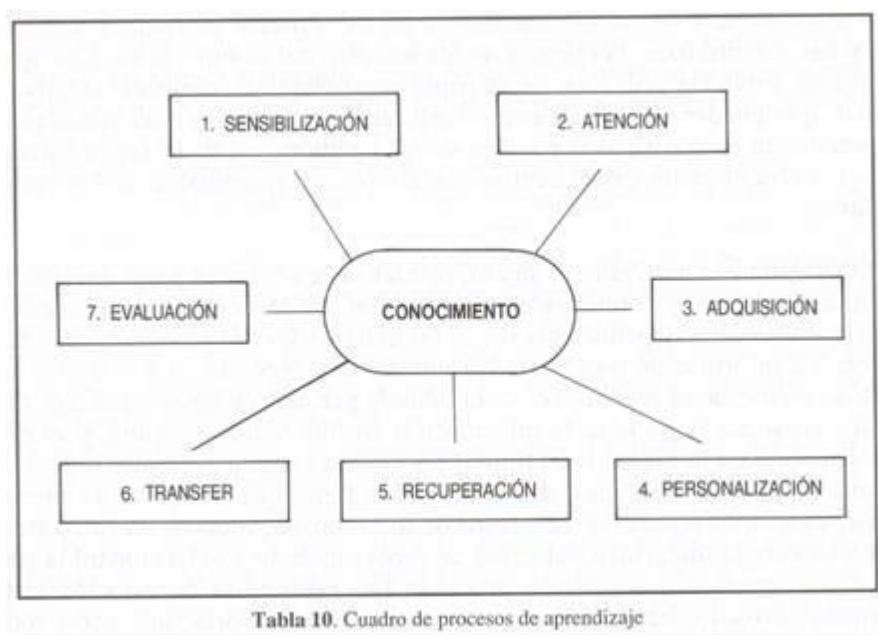 1. SENSIBILIZACIÓN
2. ATENCIÓN
7. EVALUACIÓN
CONOCIMIENTO
3. ADQUISICIÓN
6. TRANSFER
5. RECUPERACIÓN
4. PERSONALIZACIÓN
Tabla 10. Cuadro de procesos de aprendizaje